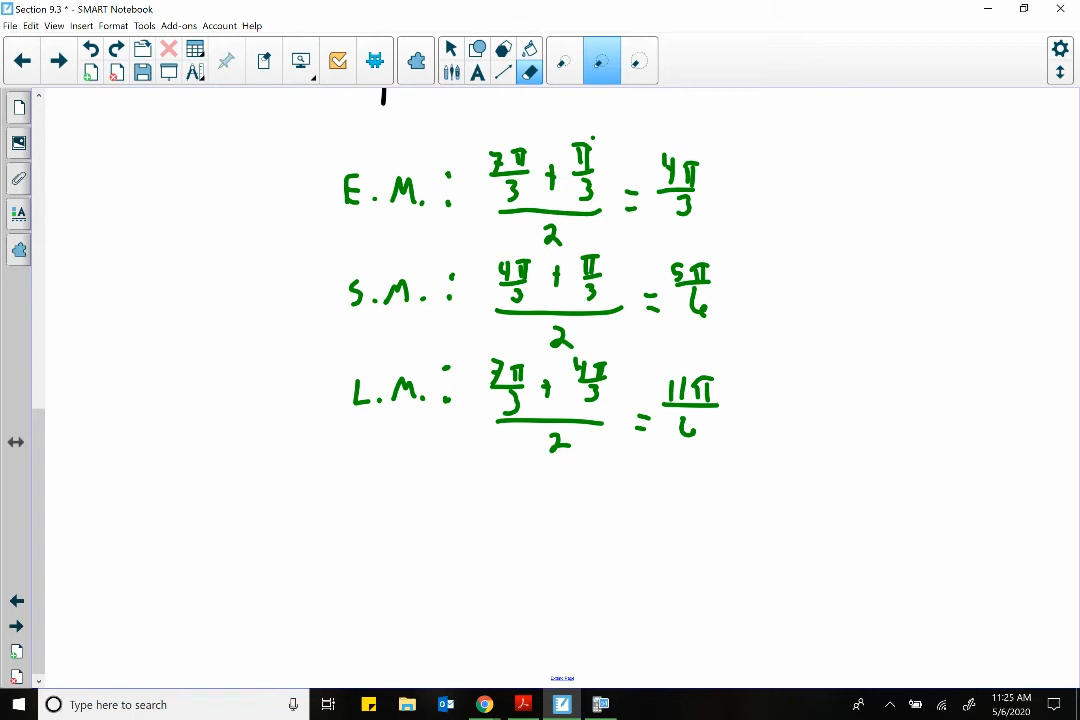 Section 9.3 * - SMART Notebook
File Edit View Insert Format Tools Add-ons Account Help
E.M.: (7π/3 + π/3)/2 = 4π/3
S.M.: (4π/3 + π/3)/2 = 5π/6
L.M.: (7π/3 + 4π/3)/2 = 11π/6
Extend Page
Type here to search
11:25 AM
5/6/2020